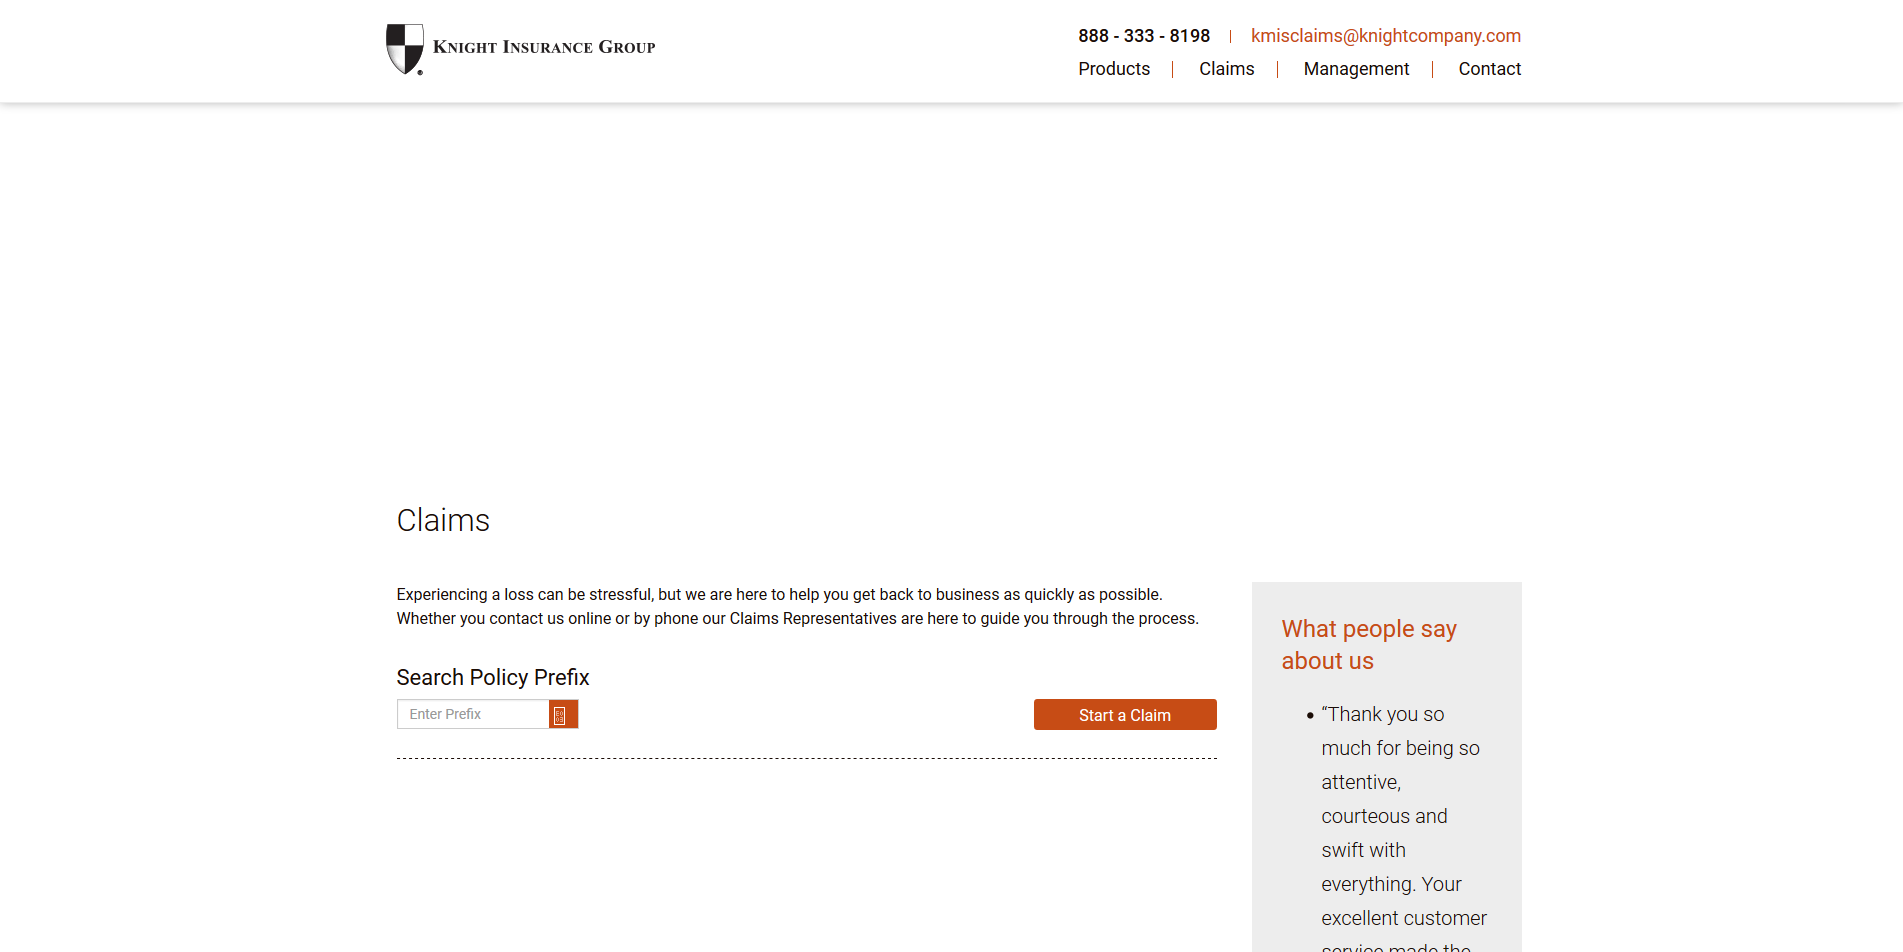 KNIGHT INSURANCE GROUP
888 - 333 - 8198
kmisclaims@knightcompany.com
Products
Claims
Management
Contact
Claims
Experiencing a loss can be stressful, but we are here to help you get back to business as quickly as possible.
Whether you contact us online or by phone our Claims Representatives are here to guide you through the process.
Search Policy Prefix
Enter Prefix
Start a Claim
What people say
about us
• “Thank you so
much for being so
attentive,
courteous and
swift with
everything. Your
excellent customer
service made the